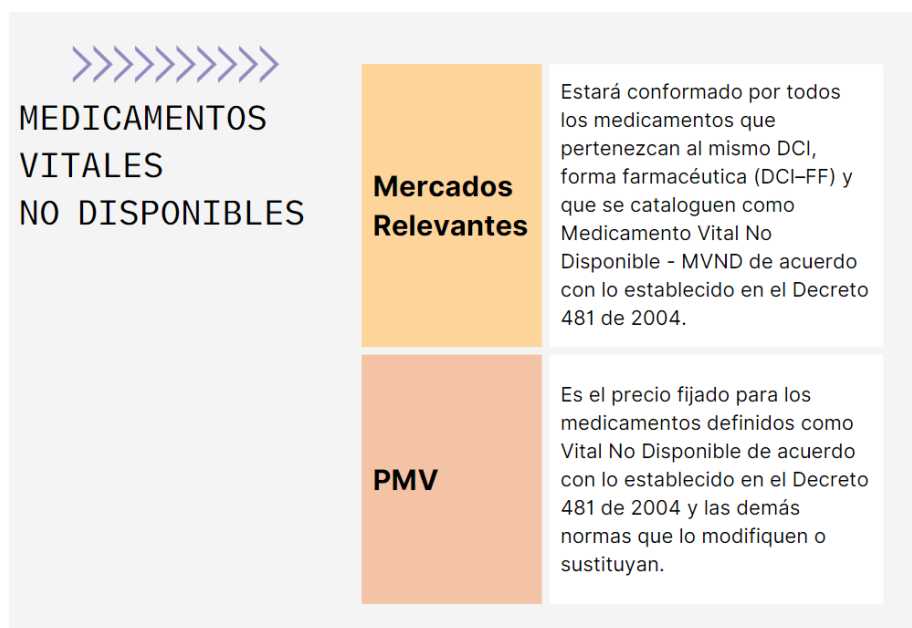 MEDICAMENTOS
VITALES
NO DISPONIBLES
Mercados
Relevantes
Estará conformado por todos
los medicamentos que
pertenezcan al mismo DCI,
forma farmacéutica (DCI–FF) y
que se cataloguen como
Medicamento Vital No
Disponible - MVND de acuerdo
con lo establecido en el Decreto
481 de 2004.
PMV
Es el precio fijado para los
medicamentos definidos como
Vital No Disponible de acuerdo
con lo establecido en el Decreto
481 de 2004 y las demás
normas que lo modifiquen o
sustituyan.